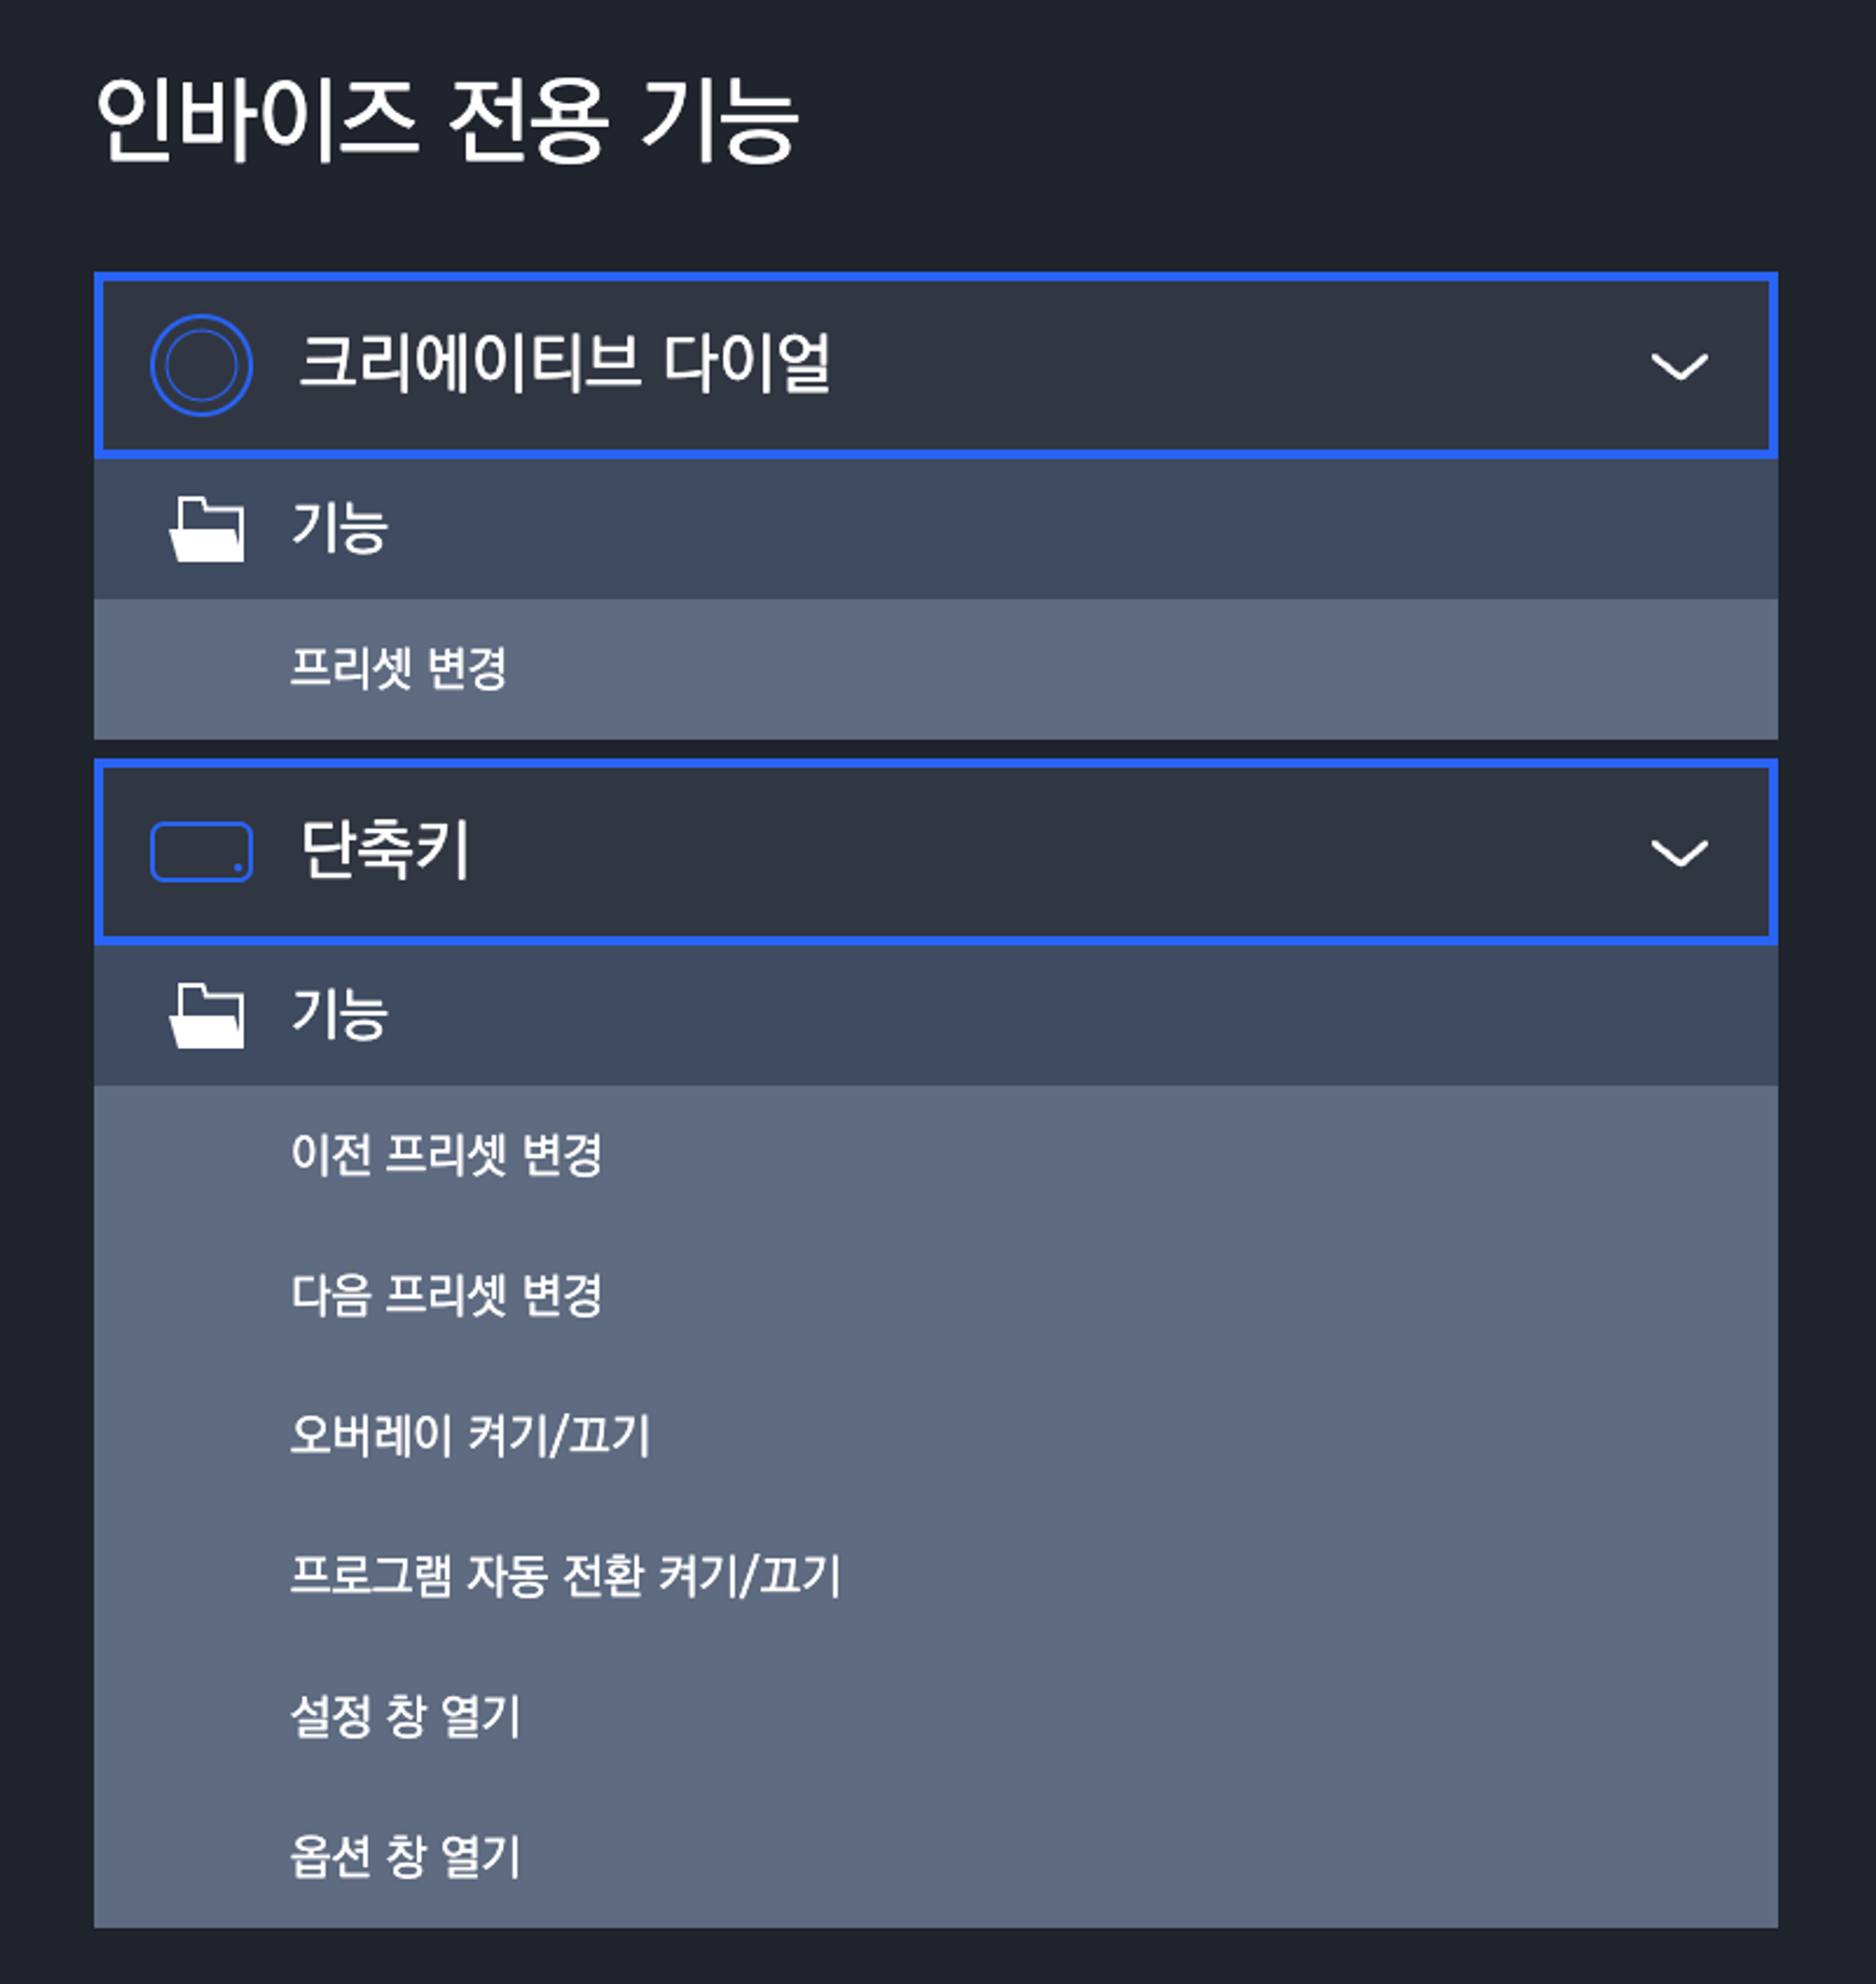 인바이즈 전용 기능
크리에이티브 다이얼
기능
프리셋 변경
단축키
기능
이전 프리셋 변경
다음 프리셋 변경
오버레이 켜기/끄기
프로그램 자동 전환 켜기/끄기
설정 창 열기
옵션 창 열기